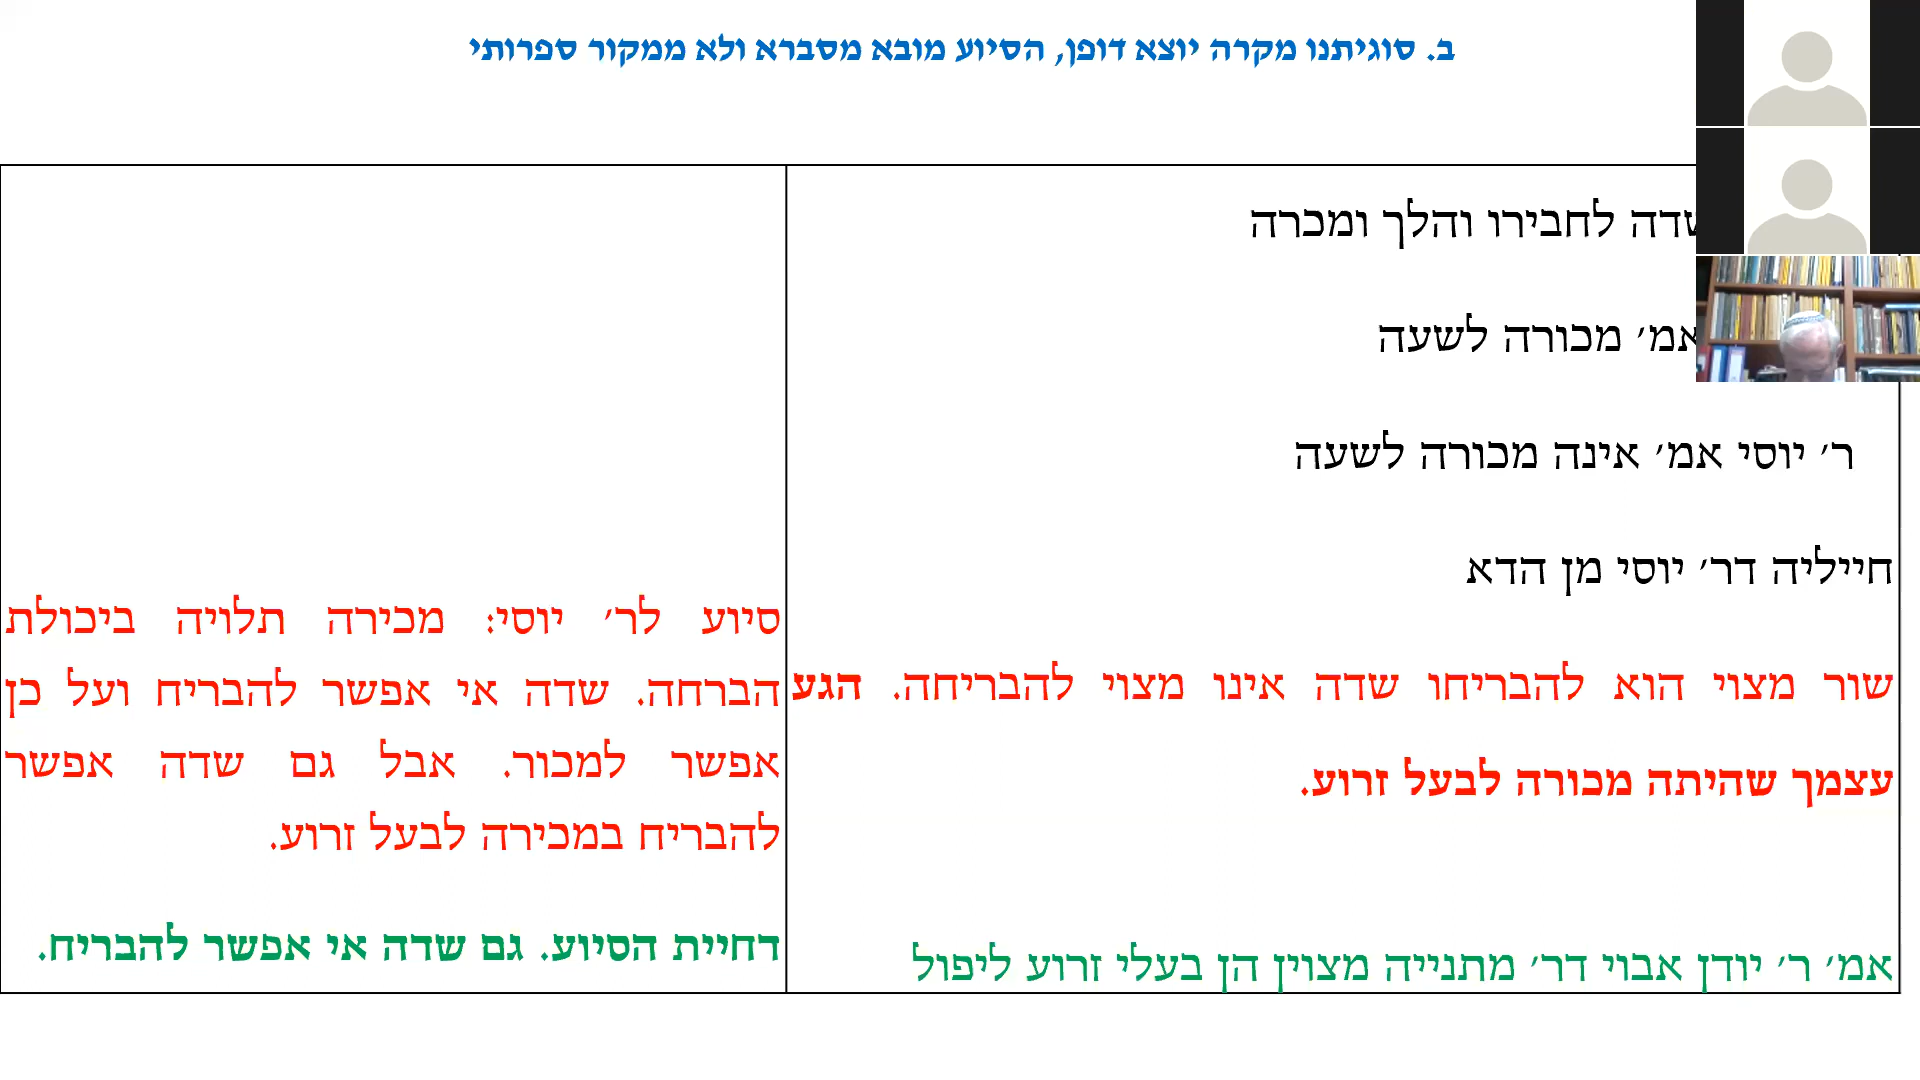 ב. סוגיתנו מקרה יוצא דופן, הסיוע מובא מסברא ולא ממקור ספרותי
שדה לחבירו והלך ומכרה
אמ׳ מכורה לשעה
ר׳ יוסי אמ׳ אינה מכורה לשעה
חייליה דר׳ יוסי מן הדא
שור מצוי הוא להבריחו שדה אינו מצוי להבריחה. הגע
עצמך שהיתה מכורה לבעל זרוע.
אמ׳ ר׳ יודן אבוי דר׳ מתנייה מצוין הן בעלי זרוע ליפול
סיוע לר׳ יוסי: מכירה תלויה ביכולת
הברחה. שדה אי אפשר להבריח ועל כן
אפשר למכור. אבל גם שדה אפשר
להבריח במכירה לבעל זרוע.
דחיית הסיוע. גם שדה אי אפשר להבריח.